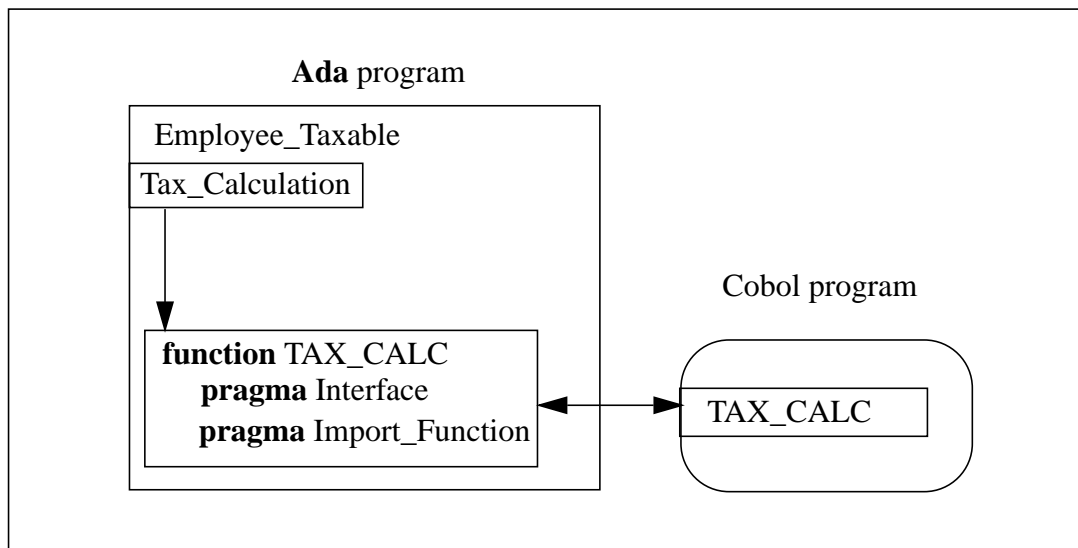 Ada program
Employee_Taxable
Tax_Calculation
Cobol program
function TAX_CALC
pragma Interface
pragma Import_Function
TAX_CALC